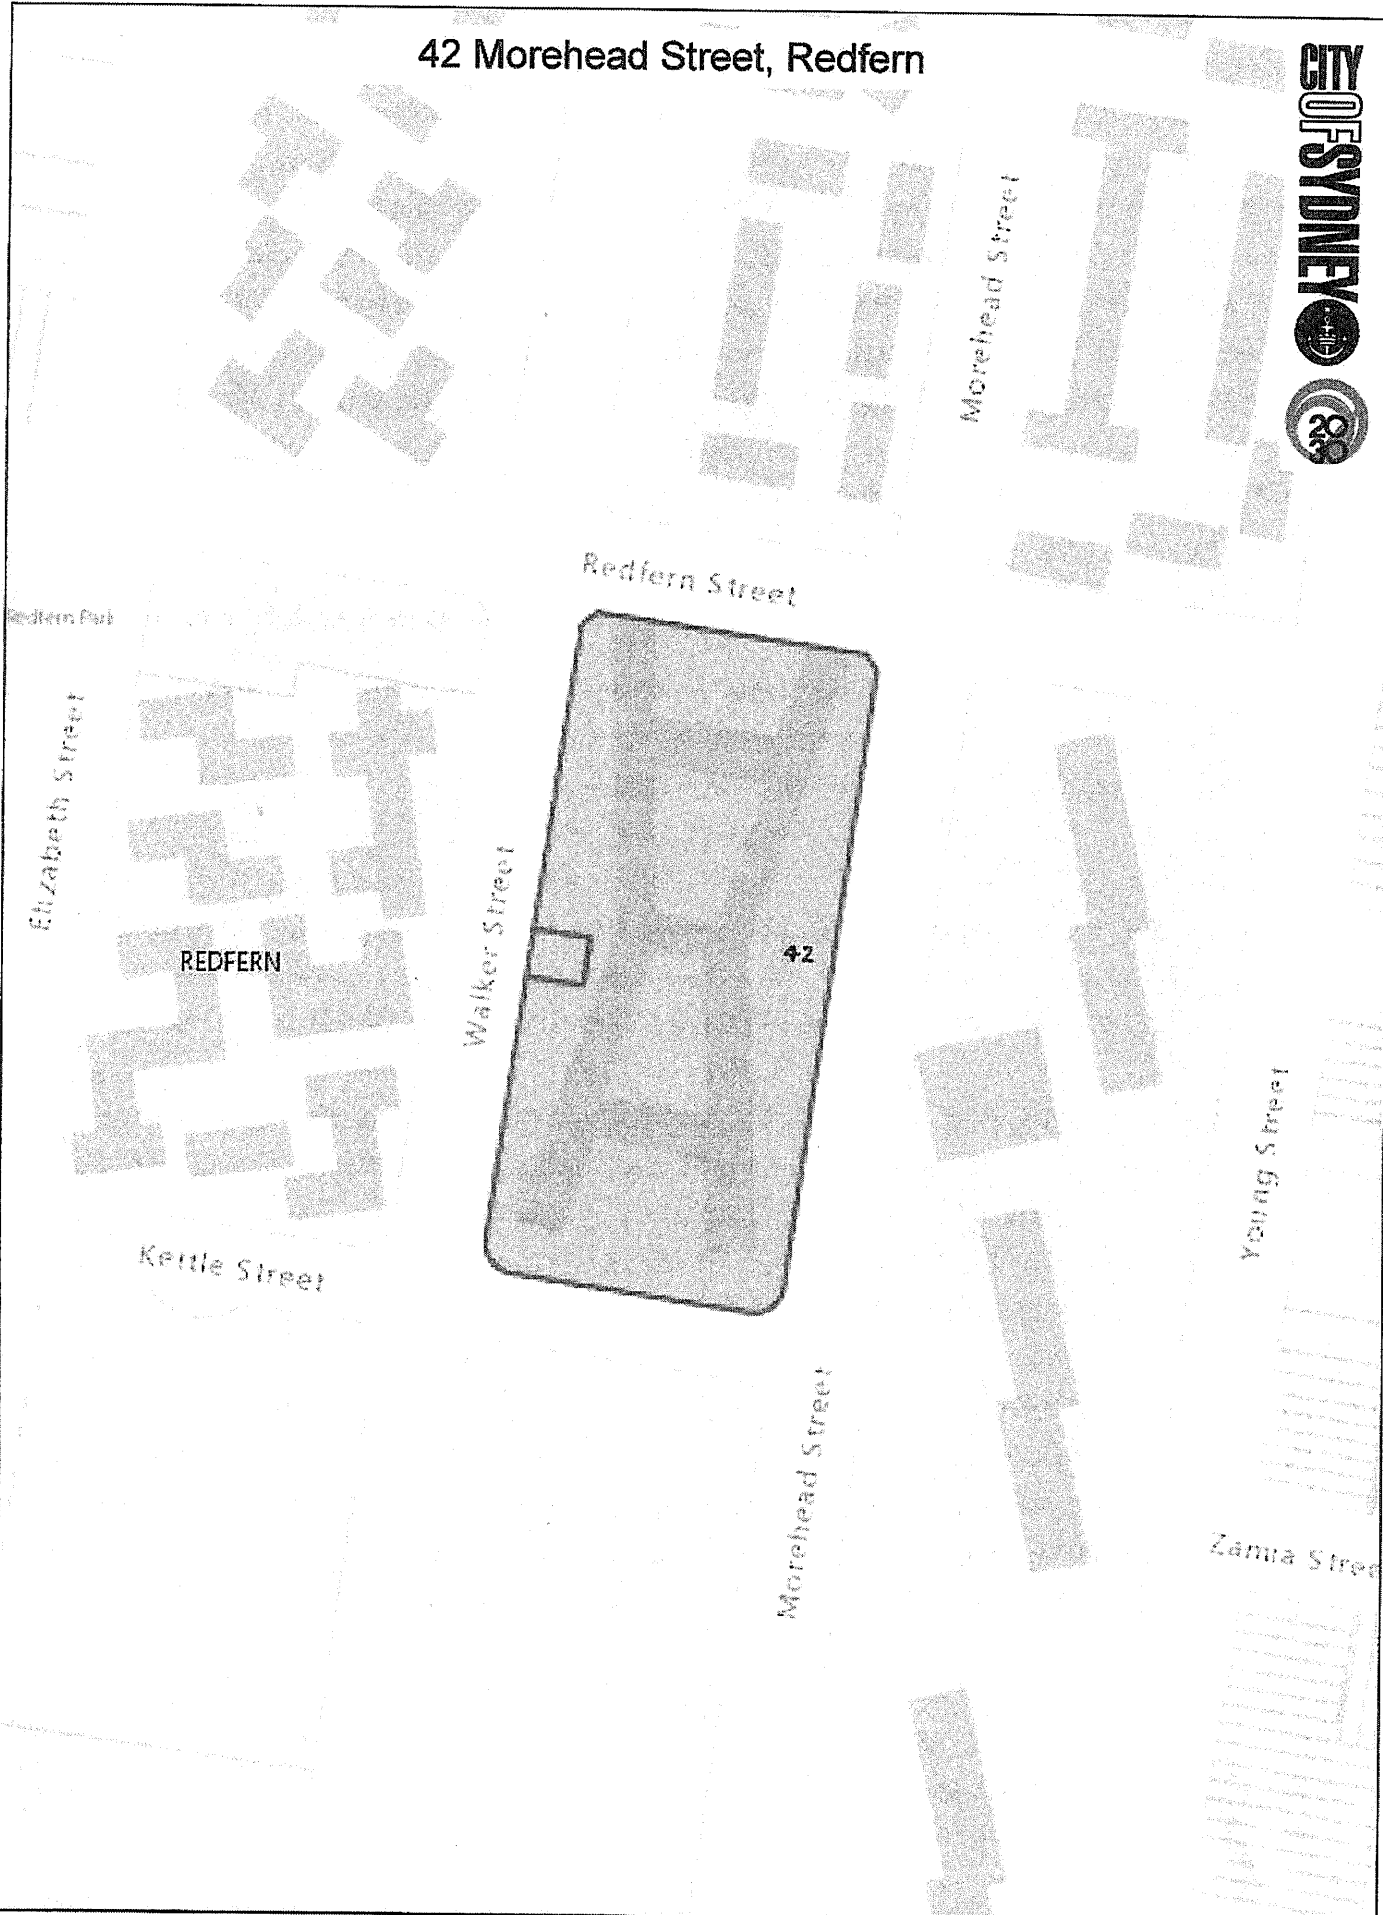 42 Morehead Street, Redfern
CITY OF SYDNEY
2030
Morehead Street
Redfern Street
Redfern Park
Elizabeth Street
Walker Street
REDFERN
42
Kettle Street
Young Street
Morehead Street
Zamia Stree